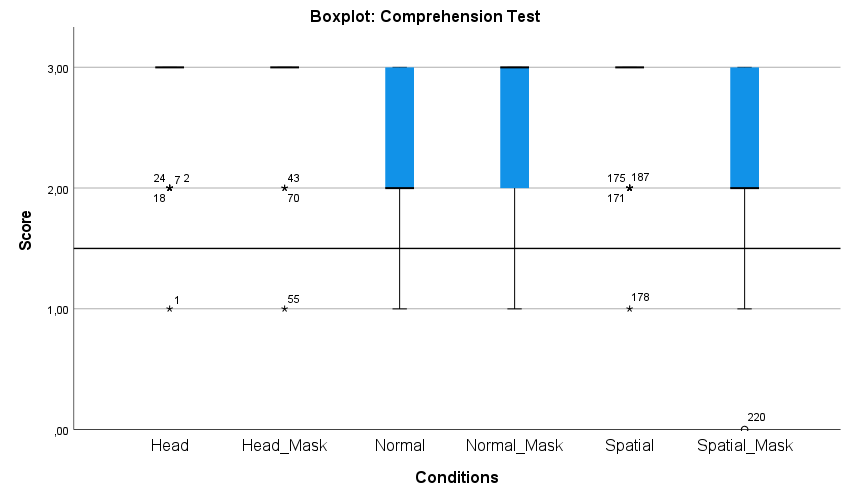 Boxplot: Comprehension Test
3,00
24 7 2
18
43
70
175 187
171
2,00
1
55
178
1,00
220
,00
Score
Head Head_Mask Normal Normal_Mask Spatial Spatial_Mask
Conditions